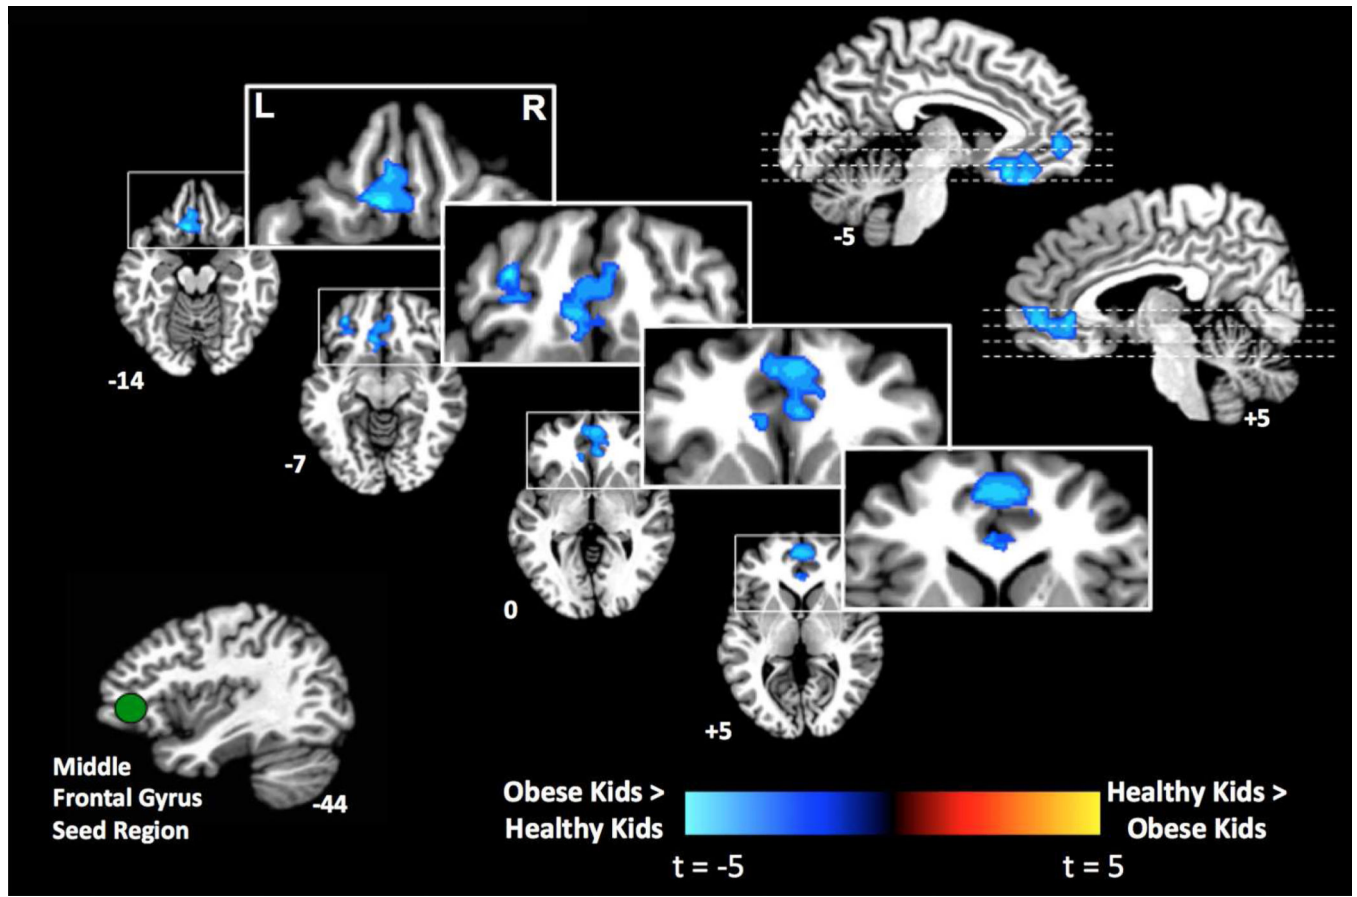 L R
-5
-14
+5
-7
0
+5
Middle
Frontal Gyrus
Seed Region
-44
Obese Kids >
Healthy Kids
Healthy Kids >
Obese Kids
t = -5
t = 5